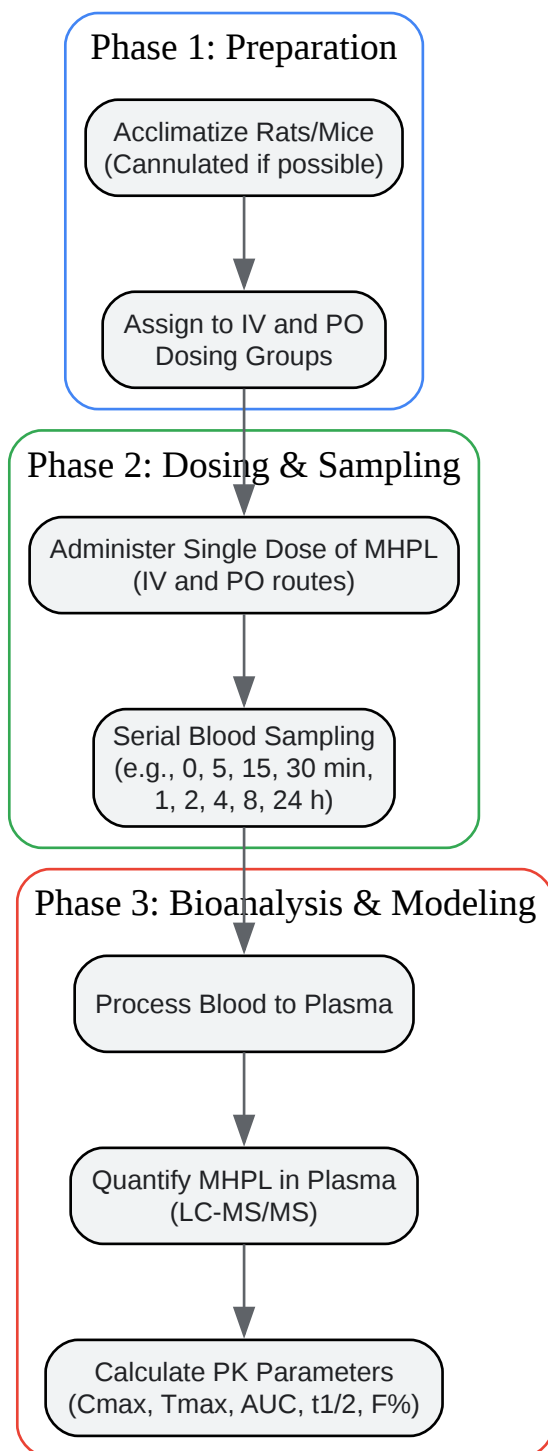 Phase 1: Preparation
Acclimatize Rats/Mice
(Cannulated if possible)
Assign to IV and PO
Dosing Groups
Phase 2: Dosing & Sampling
Administer Single Dose of MHPL
(IV and PO routes)
Serial Blood Sampling
(e.g., 0, 5, 15, 30 min,
1, 2, 4, 8, 24 h)
Phase 3: Bioanalysis & Modeling
Process Blood to Plasma
Quantify MHPL in Plasma
(LC-MS/MS)
Calculate PK Parameters
(Cmax, Tmax, AUC, t1/2, F%)